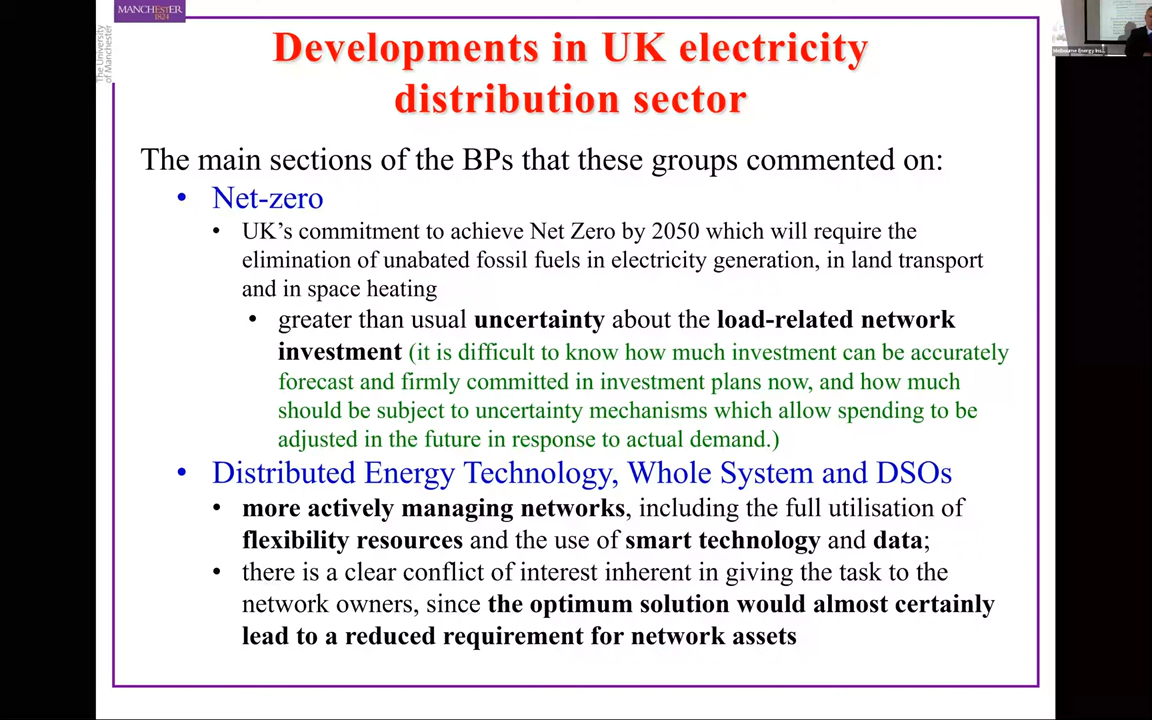 MANCHESTER
1824
The University
of Manchester
Melbourne Energy Ins...
Developments in UK electricity
distribution sector
The main sections of the BPs that these groups commented on:
• Net-zero
• UK’s commitment to achieve Net Zero by 2050 which will require the
elimination of unabated fossil fuels in electricity generation, in land transport
and in space heating
• greater than usual uncertainty about the load-related network
investment (it is difficult to know how much investment can be accurately
forecast and firmly committed in investment plans now, and how much
should be subject to uncertainty mechanisms which allow spending to be
adjusted in the future in response to actual demand.)
• Distributed Energy Technology, Whole System and DSOs
• more actively managing networks, including the full utilisation of
flexibility resources and the use of smart technology and data;
• there is a clear conflict of interest inherent in giving the task to the
network owners, since the optimum solution would almost certainly
lead to a reduced requirement for network assets